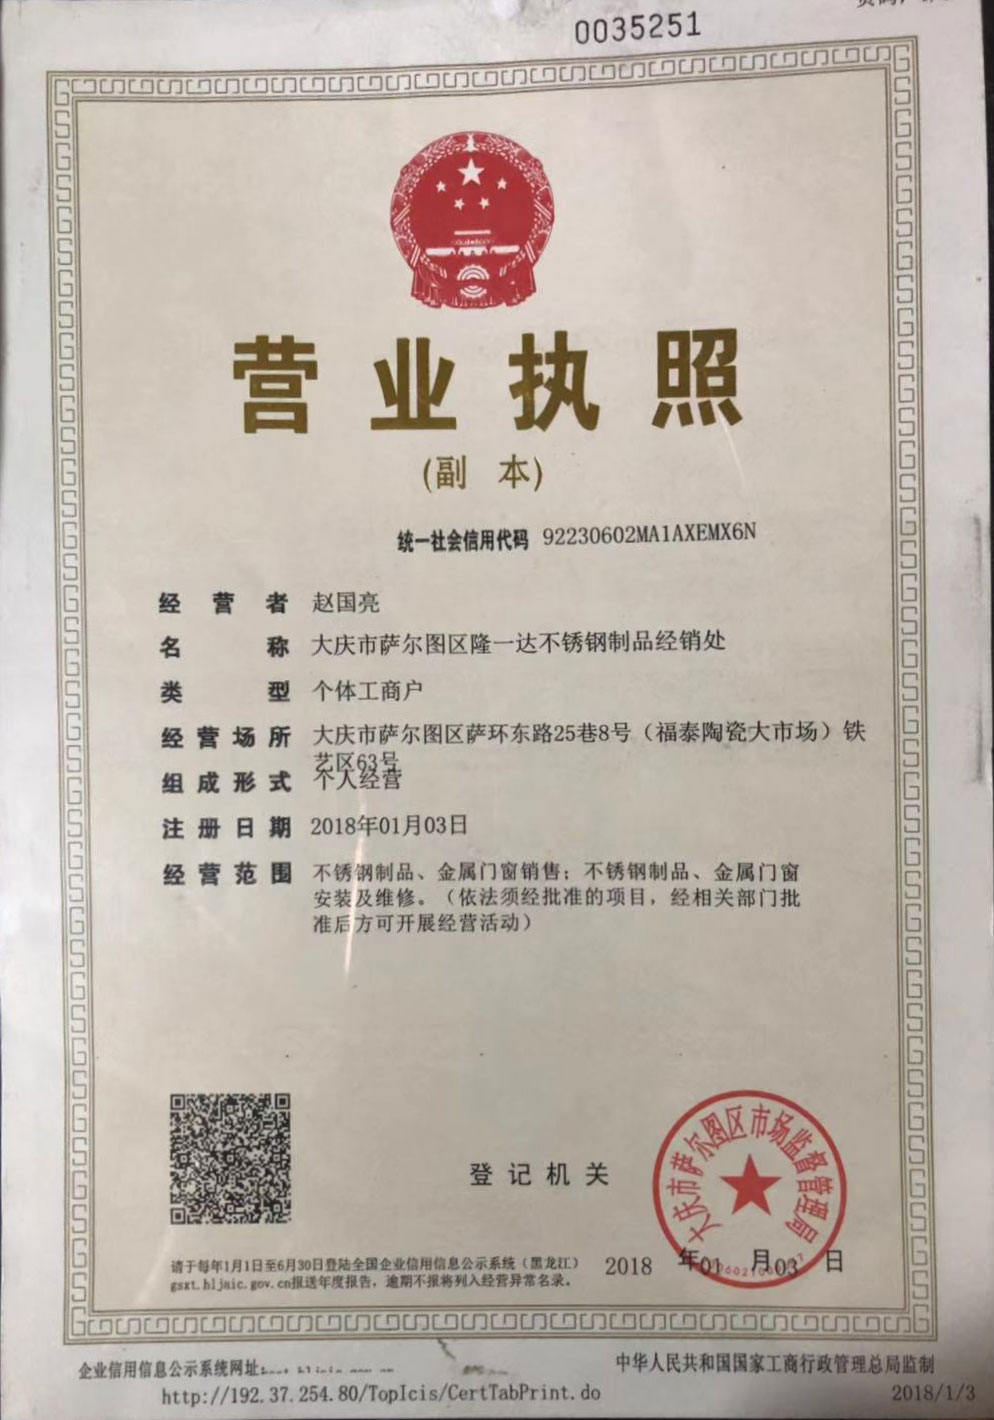 0035251
营业执照
(副 本)
统一社会信用代码 92230602MA1AXEMX6N
经营者 赵国亮
名称 大庆市萨尔图区隆一达不锈钢制品经销处
类型 个体工商户
经营场所 大庆市萨尔图区萨环东路25巷8号（福泰陶瓷大市场）铁
艺区63号
组成形式 个人经营
注册日期 2018年01月03日
经营范围 不锈钢制品、金属门窗销售；不锈钢制品、金属门窗
安装及维修。（依法须经批准的项目，经相关部门批
准后方可开展经营活动）
大庆市萨尔图区市场监督管理局
登记机关
请于每年1月1日至6月30日登陆全国企业信用信息公示系统（黑龙江）
gsxt.hljaic.gov.cn报送年度报告，逾期不报将列入经营异常名录。
2018 年01 月03 日
企业信用信息公示系统网址:
中华人民共和国国家工商行政管理总局监制
http://192.37.254.80/TopIcis/CertTabPrint.do
2018/1/3